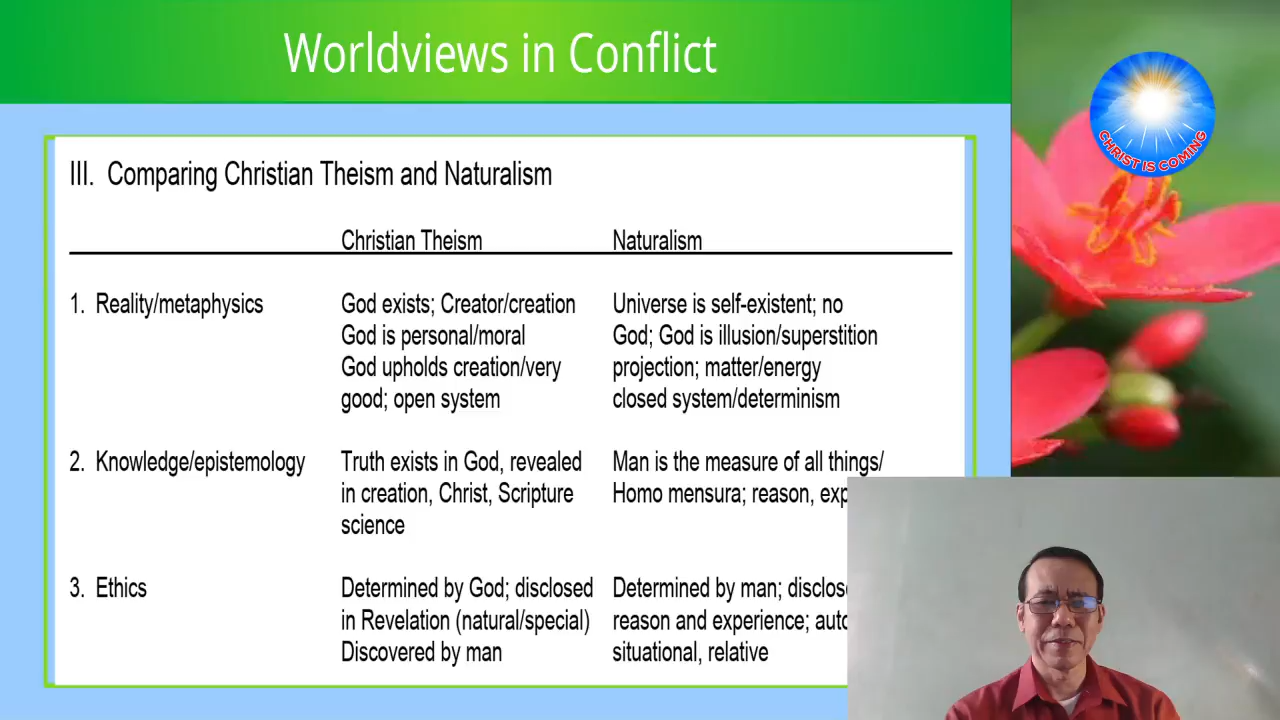 Worldviews in Conflict
CHRIST IS COMING
III. Comparing Christian Theism and Naturalism
Christian Theism Naturalism
1. Reality/metaphysics God exists; Creator/creation Universe is self-existent; no
God is personal/moral God; God is illusion/superstition
God upholds creation/very projection; matter/energy
good; open system closed system/determinism
2. Knowledge/epistemology Truth exists in God, revealed Man is the measure of all things/
in creation, Christ, Scripture Homo mensura; reason,
science
3. Ethics Determined by God; disclosed Determined by man;
in Revelation (natural/special) reason and experience;
Discovered by man situational, relative